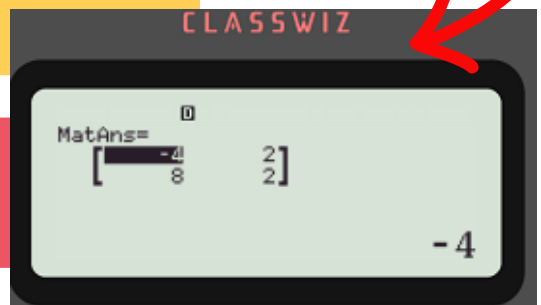 CLASSWIZ
D
MatAns=
[-4 2]
[8 2]
-4